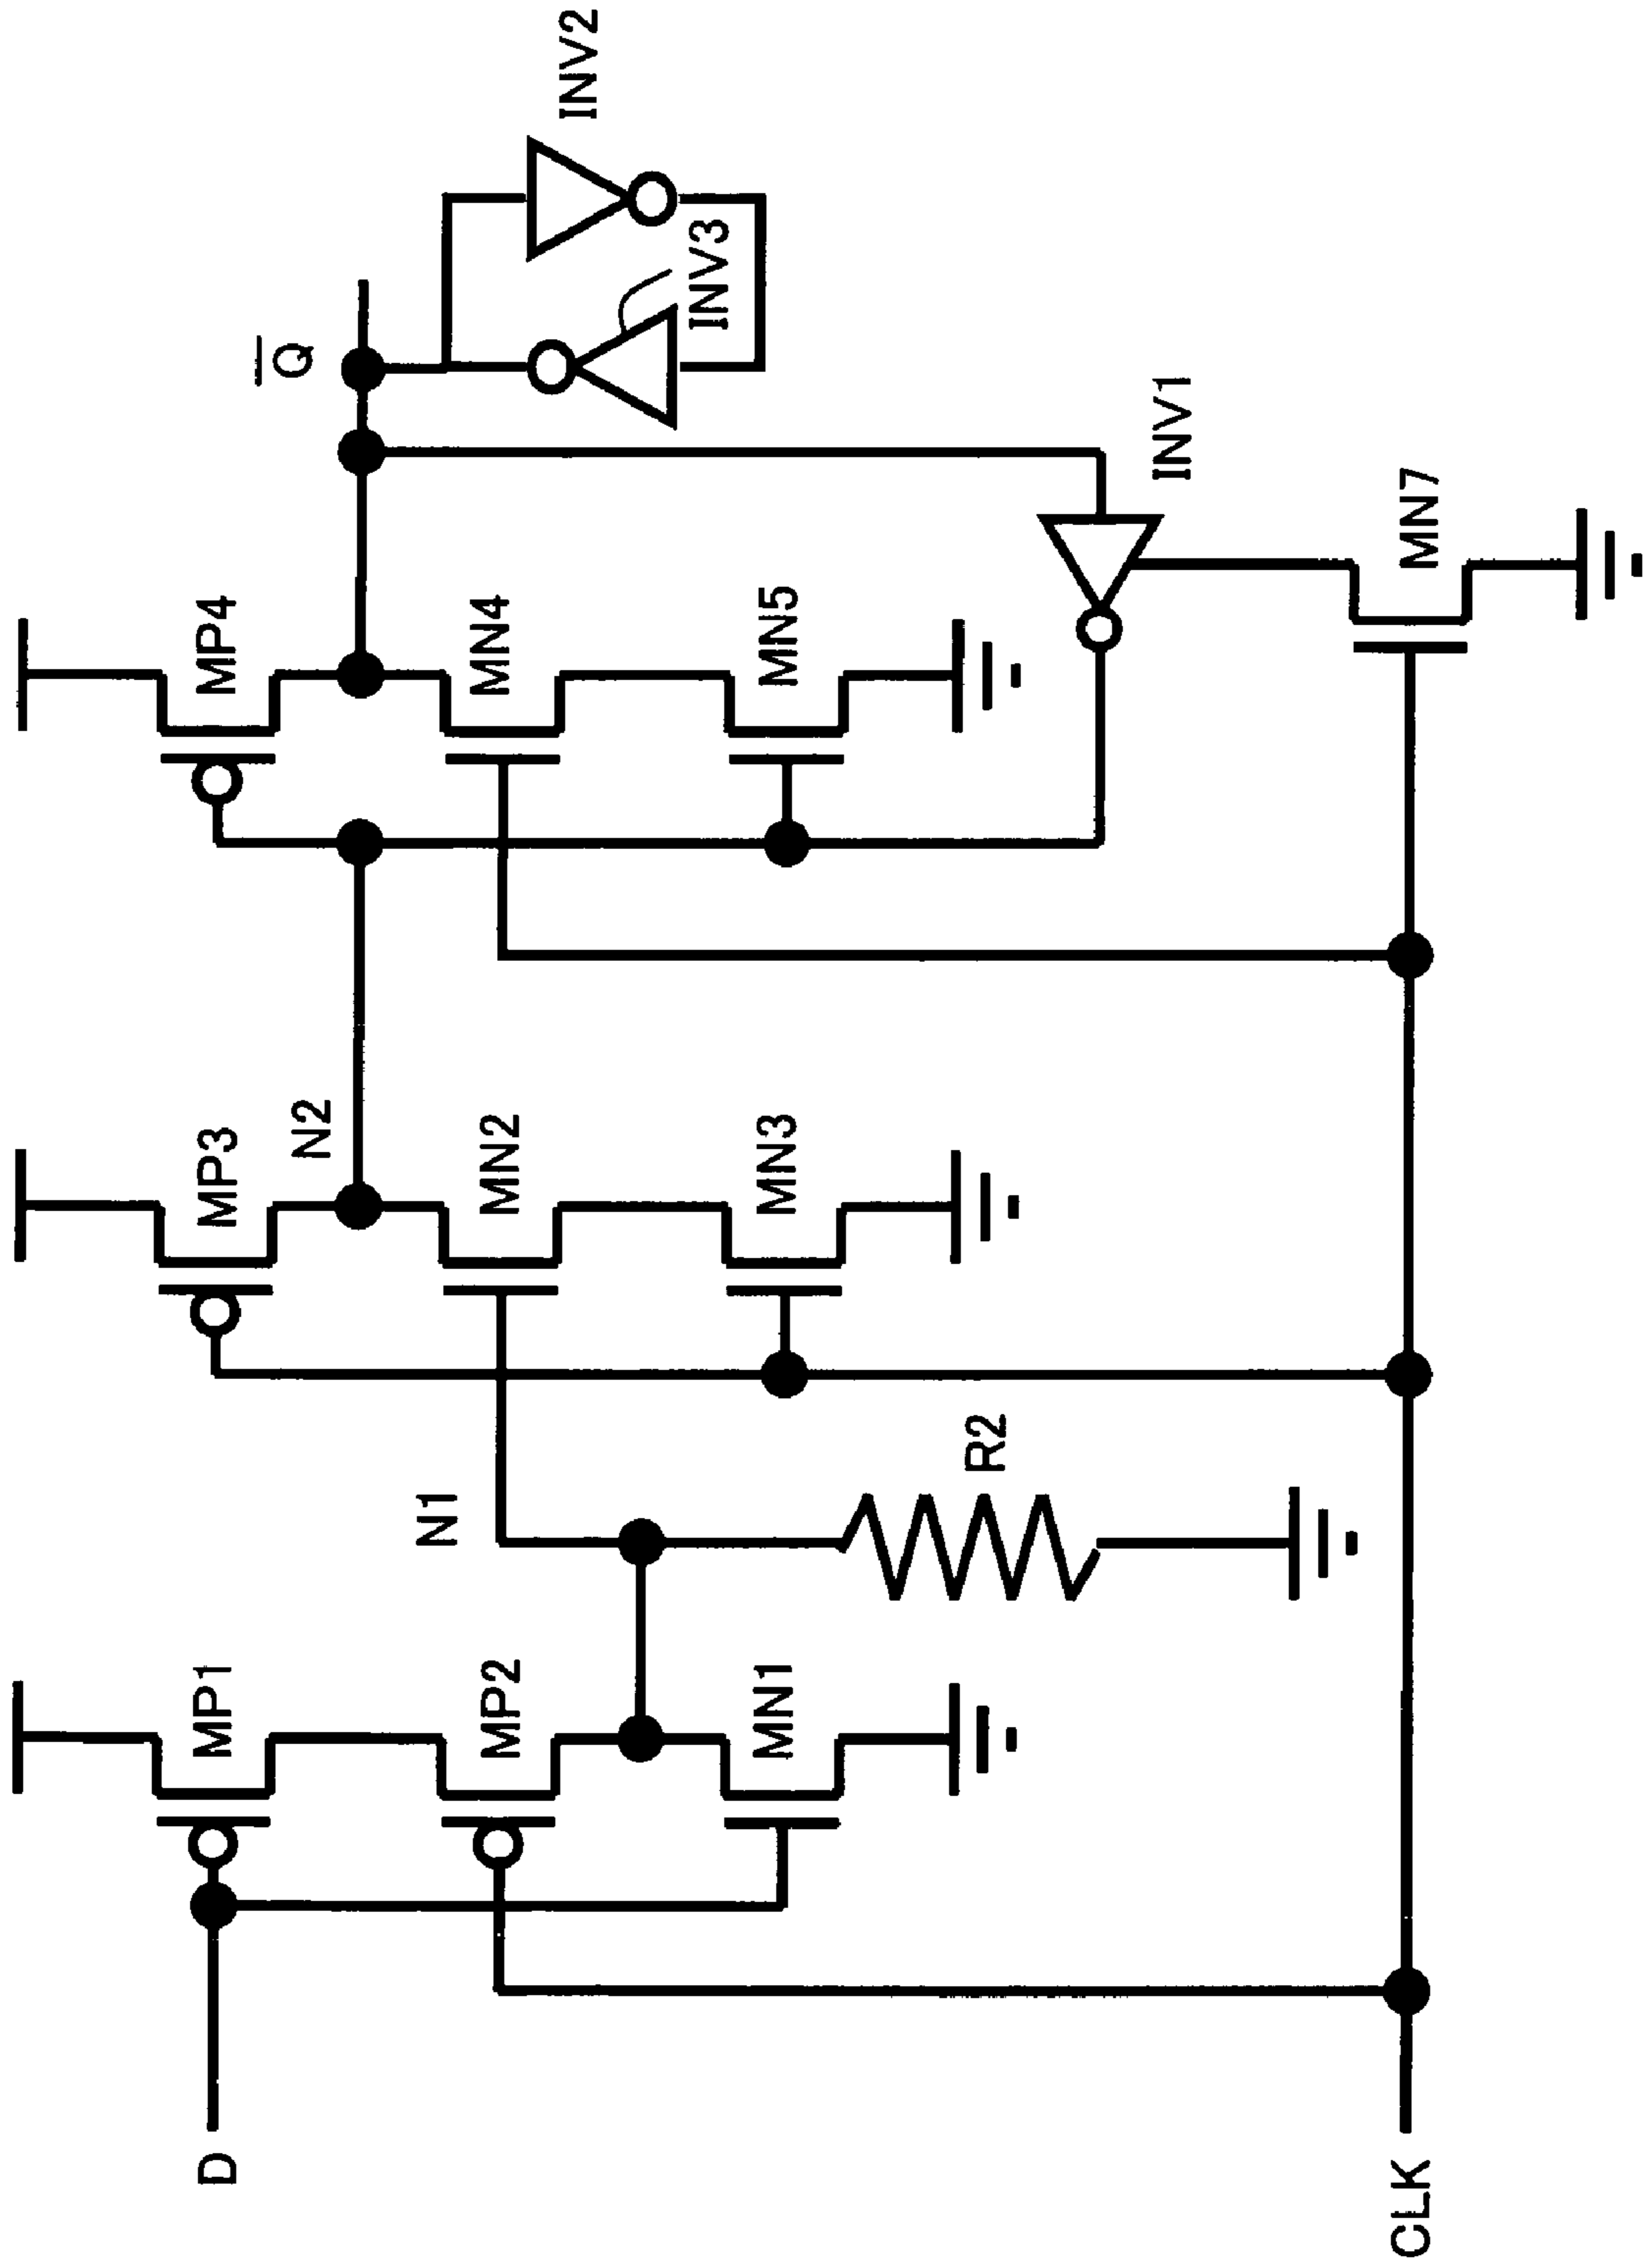 D
CLK
MP1
MP2
MN1
N1
R2
MP3
N2
MN2
MN3
MP4
MN4
MN5
Q̅
INV1
MN7
INV3
INV2